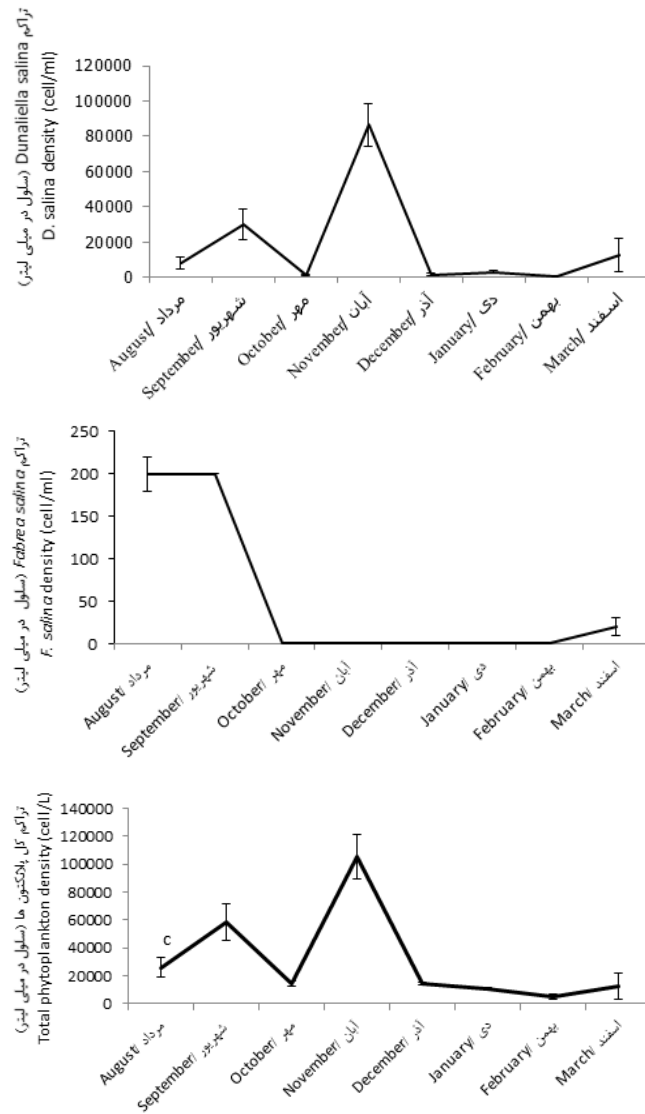 تراکم Dunaliella salina (سلول در میلی لیتر)
D. salina density (cell/ml)
120000
100000
80000
60000
40000
20000
0
August/ مرداد
September/ شهریور
October/ مهر
November/ آبان
December/ آذر
January/ دی
February/ بهمن
March/ اسفند
تراکم Fabrea salina (سلول در میلی لیتر)
F. salina density (cell/ml)
250
200
150
100
50
0
August/ مرداد
September/ شهریور
October/ مهر
November/ آبان
December/ آذر
January/ دی
February/ بهمن
March/ اسفند
تراکم کل پلانکتون ها (سلول در میلی لیتر)
Total phytoplankton density (cell/L)
140000
120000
100000
80000
60000
40000
20000
0
c
August/ مرداد
September/ شهریور
October/ مهر
November/ آبان
December/ آذر
January/ دی
February/ بهمن
March/ اسفند